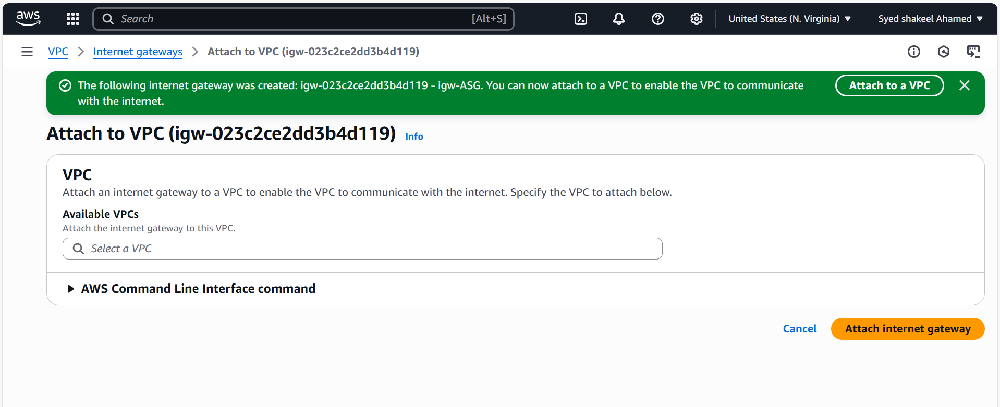 aws
Search
[Alt+S]
United States (N. Virginia)
Syed shakeel Ahamed
VPC
Internet gateways
Attach to VPC (igw-023c2ce2dd3b4d119)
The following internet gateway was created: igw-023c2ce2dd3b4d119 - igw-ASG. You can now attach to a VPC to enable the VPC to communicate
with the internet.
Attach to a VPC
Attach to VPC (igw-023c2ce2dd3b4d119)
Info
VPC
Attach an internet gateway to a VPC to enable the VPC to communicate with the internet. Specify the VPC to attach below.
Available VPCs
Attach the internet gateway to this VPC.
Select a VPC
AWS Command Line Interface command
Cancel
Attach internet gateway